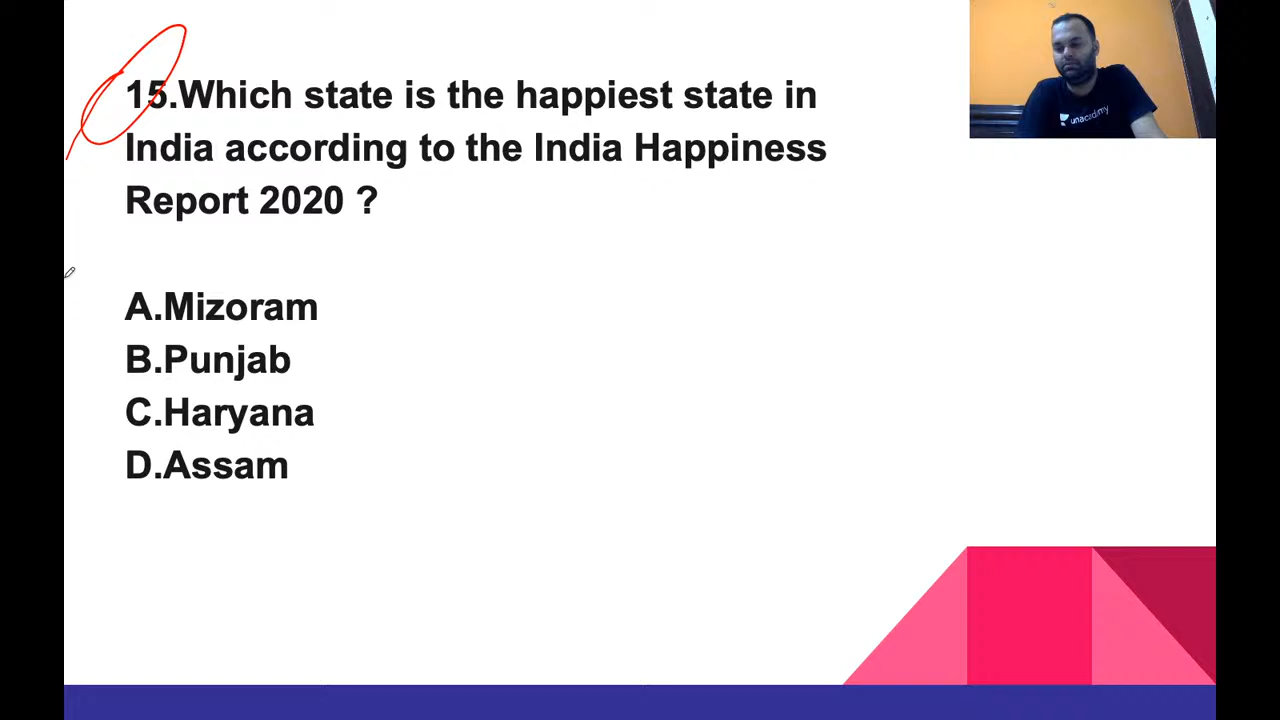 15.Which state is the happiest state in
India according to the India Happiness
Report 2020 ?
A.Mizoram
B.Punjab
C.Haryana
D.Assam
unacademy